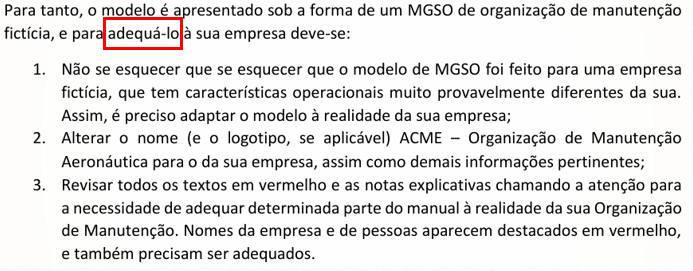 Para tanto, o modelo é apresentado sob a forma de um MGSO de organização de manutenção
fictícia, e para adequá-lo à sua empresa deve-se:
1. Não se esquecer que se esquecer que o modelo de MGSO foi feito para uma empresa
fictícia, que tem características operacionais muito provavelmente diferentes da sua.
Assim, é preciso adaptar o modelo à realidade da sua empresa;
2. Alterar o nome (e o logotipo, se aplicável) ACME – Organização de Manutenção
Aeronáutica para o da sua empresa, assim como demais informações pertinentes;
3. Revisar todos os textos em vermelho e as notas explicativas chamando a atenção para
a necessidade de adequar determinada parte do manual à realidade da sua Organização
de Manutenção. Nomes da empresa e de pessoas aparecem destacados em vermelho,
e também precisam ser adequados.